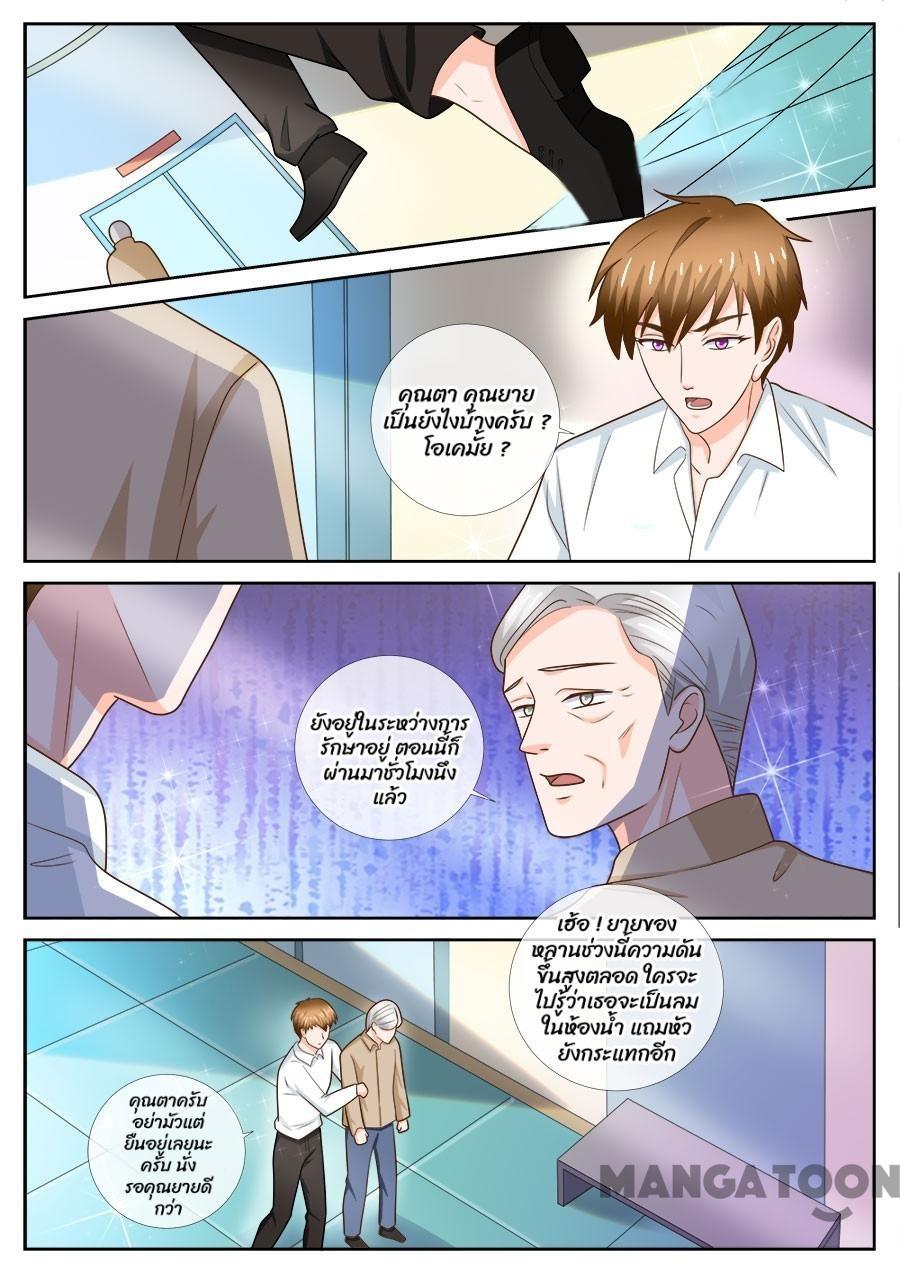 คุณตา คุณยาย
เป็นยังไงบ้างครับ ?
โอเคมั้ย ?
ยังอยู่ในระหว่างการ
รักษาอยู่ ตอนนี้ก็
ผ่านมาชั่วโมงนึง
แล้ว
เฮ้อ ! ยายของ
หลานช่วงนี้ความดัน
ขึ้นสูงตลอด ใครจะ
ไปรู้ว่าเธอจะเป็นลม
ในห้องน้ำ แถมหัว
ยังกระแทกอีก
คุณตาครับ
อย่ามัวแต่
ยืนอยู่เลยนะ
ครับ นั่ง
รอคุณยายดี
กว่า
MANGATOON